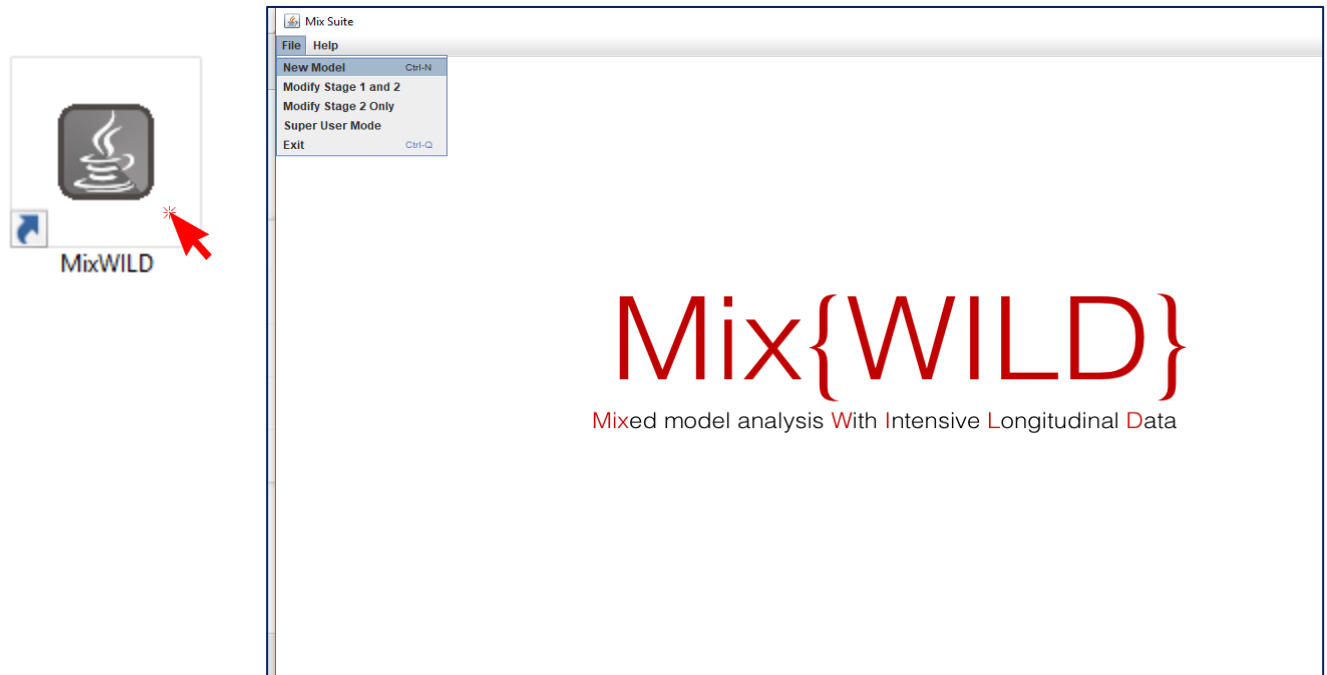 MixWILD
Mix Suite
File Help
New Model Ctrl-N
Modify Stage 1 and 2
Modify Stage 2 Only
Super User Mode
Exit Ctrl-Q
Mix{WILD}
Mixed model analysis With Intensive Longitudinal Data